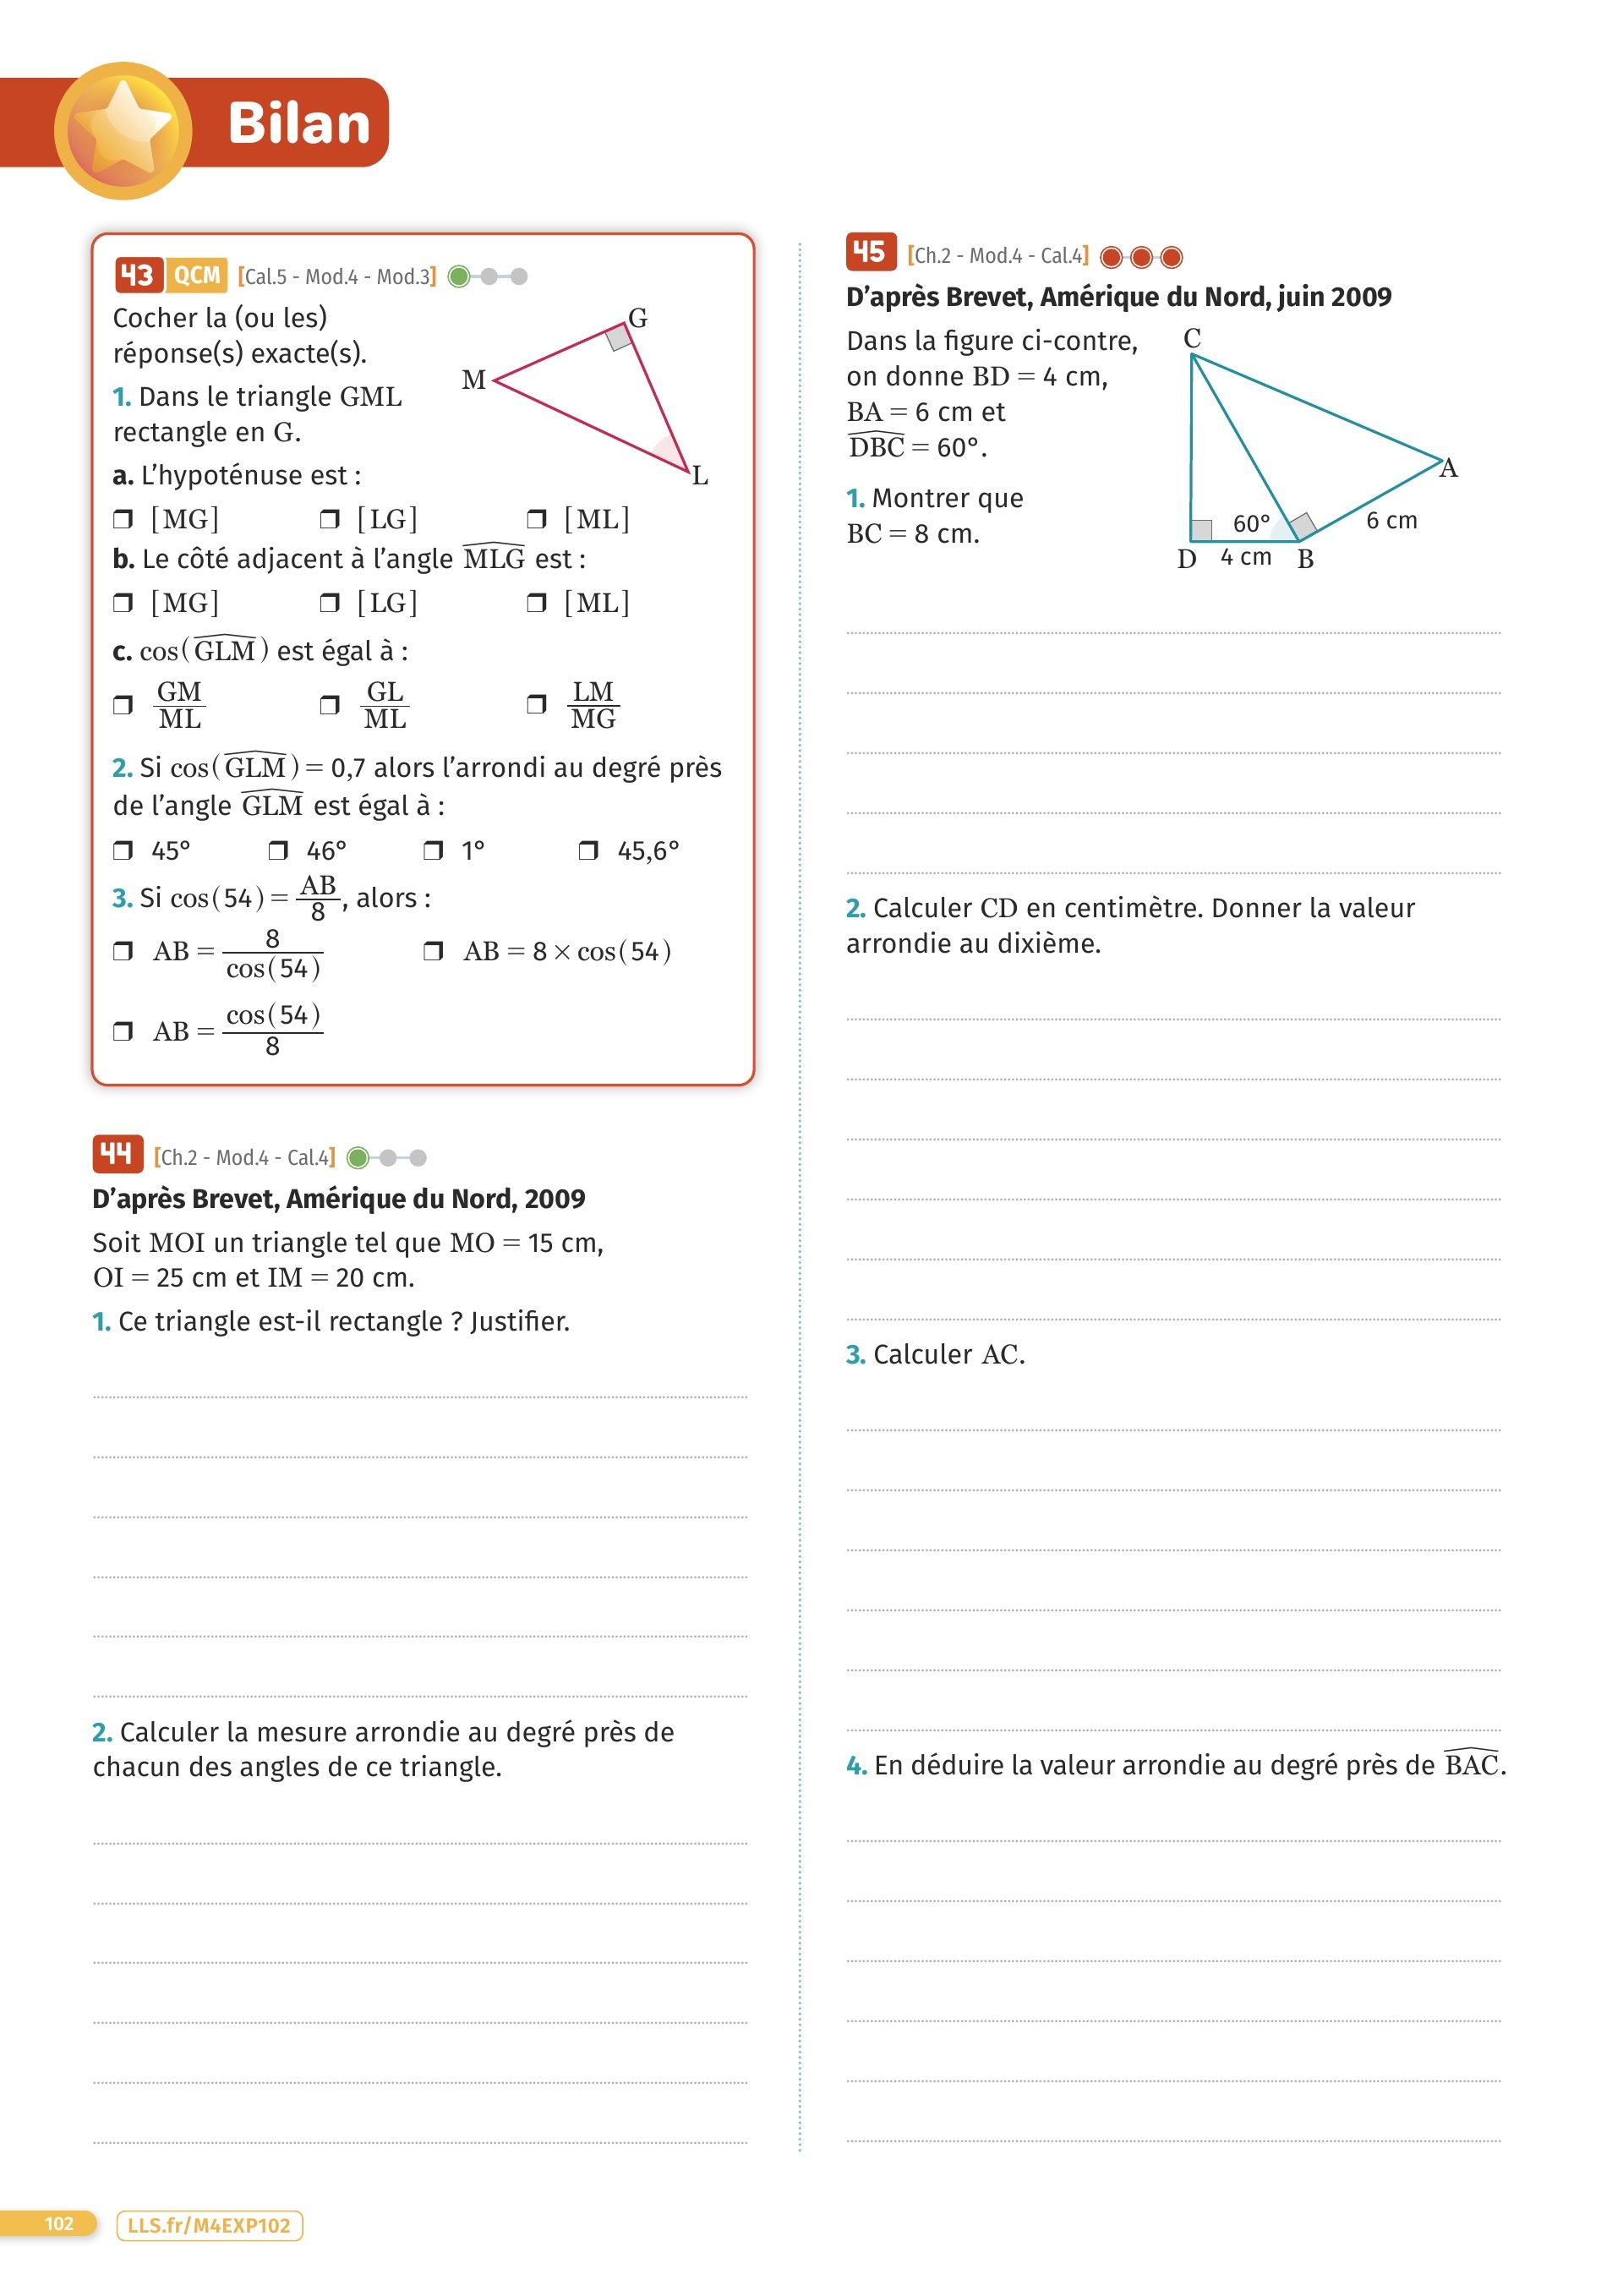 Bilan
43 QCM [Cal.5 - Mod.4 - Mod.3]
Cocher la (ou les)
réponse(s) exacte(s).
1. Dans le triangle GML
rectangle en G.
G
M
L
a. L’hypoténuse est :
❒ [MG] ❒ [LG] ❒ [ML]
b. Le côté adjacent à l’angle \widehat{MLG} est :
❒ [MG] ❒ [LG] ❒ [ML]
c. cos(\widehat{GLM}) est égal à :
❒ GM/ML ❒ GL/ML ❒ LM/MG
2. Si cos(\widehat{GLM}) = 0,7 alors l’arrondi au degré près
de l’angle \widehat{GLM} est égal à :
❒ 45° ❒ 46° ❒ 1° ❒ 45,6°
3. Si cos(54) = AB/8, alors :
❒ AB = 8/cos(54) ❒ AB = 8 × cos(54)
❒ AB = cos(54)/8
44 [Ch.2 - Mod.4 - Cal.4]
D’après Brevet, Amérique du Nord, 2009
Soit MOI un triangle tel que MO = 15 cm,
OI = 25 cm et IM = 20 cm.
1. Ce triangle est-il rectangle ? Justifier.
2. Calculer la mesure arrondie au degré près de
chacun des angles de ce triangle.
45 [Ch.2 - Mod.4 - Cal.4]
D’après Brevet, Amérique du Nord, juin 2009
Dans la figure ci-contre,
on donne BD = 4 cm,
BA = 6 cm et
\widehat{DBC} = 60°.
1. Montrer que
BC = 8 cm.
C
A
60°
6 cm
D 4 cm B
2. Calculer CD en centimètre. Donner la valeur
arrondie au dixième.
3. Calculer AC.
4. En déduire la valeur arrondie au degré près de \widehat{BAC}.
102 LLS.fr/M4EXP102